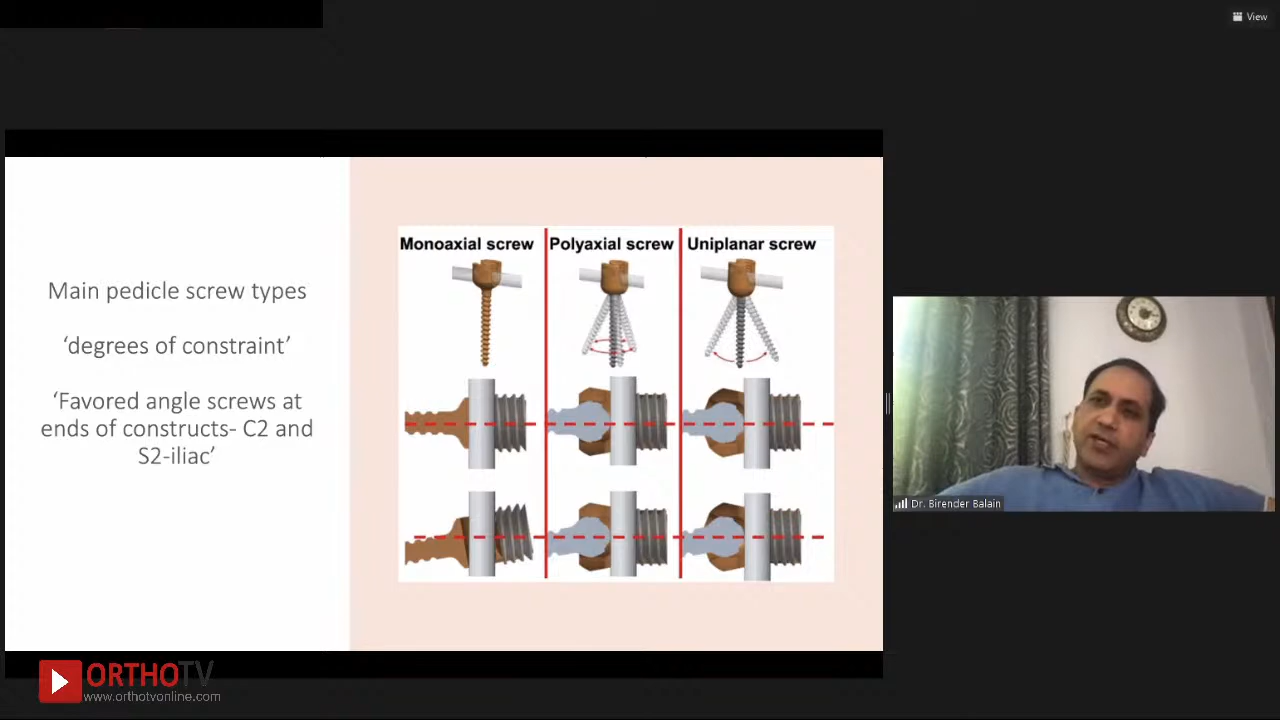 View
Main pedicle screw types
‘degrees of constraint’
‘Favored angle screws at
ends of constructs- C2 and
S2-iliac’
Monoaxial screw
Polyaxial screw
Uniplanar screw
Dr. Birender Balain
ORTHOTV
www.orthotvonline.com